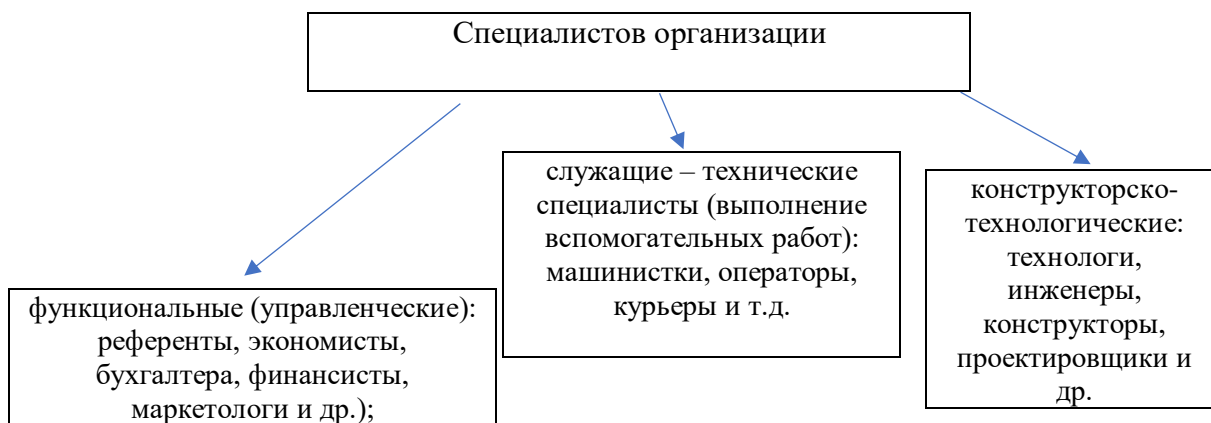 Специалистов организации
служащие – технические
специалисты (выполнение
вспомогательных работ):
машинистки, операторы,
курьеры и т.д.
конструкторско-
технологические:
технологи,
инженеры,
конструкторы,
проектировщики и
др.
функциональные (управленческие):
референты, экономисты,
бухгалтера, финансисты,
маркетологи и др.);